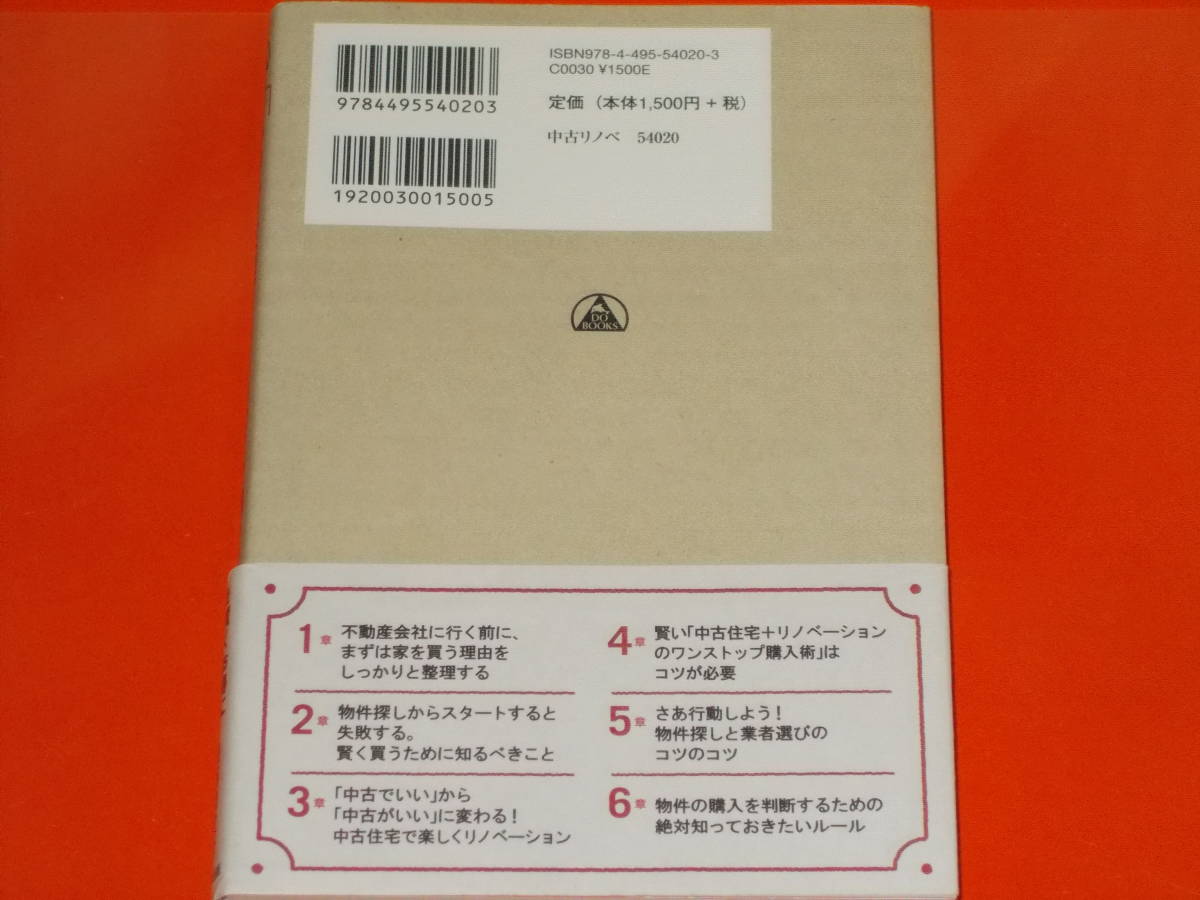 ISBN978-4-495-54020-3
C0030 ¥1500E
9784495540203
定価（本体1,500円＋税）
中古リノベ 54020
1920030015005
DO
BOOKS
1章 不動産会社に行く前に、
まずは家を買う理由を
しっかりと整理する
2章 物件探しからスタートすると
失敗する。
賢く買うために知るべきこと
3章 「中古でいい」から
「中古がいい」に変わる！
中古住宅で楽しくリノベーション
4章 賢い「中古住宅＋リノベーション
のワンストップ購入術」は
コツが必要
5章 さあ行動しよう！
物件探しと業者選びの
コツのコツ
6章 物件の購入を判断するための
絶対知っておきたいルール